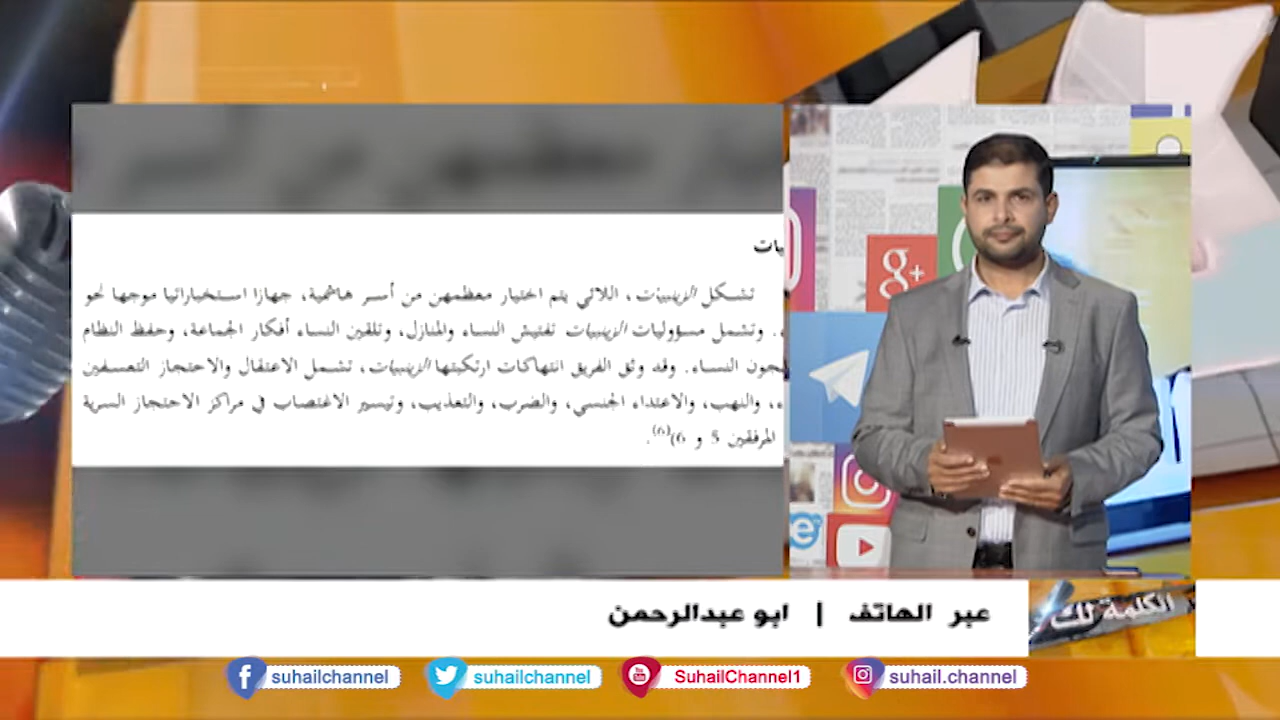 تشكل الزينبيات، اللائي يتم اختيار معظمهن من أسر هاشمية، جهازا استخباراتيا موجها نحو
. وتشمل مسؤوليات الزينبيات تفتيش النساء والمنازل، وتلقين النساء أفكار الجماعة، وحفظ النظام
النساء. وقد وثق الفريق انتهاكات ارتكبتها الزينبيات، تشمل الاعتقال والاحتجاز التعسفين
، والنهب، والاعتداء الجنسي، والضرب، والتعذيب، وتيسير الاغتصاب في مراكز الاحتجاز السرية
المرفقين 5 و 6)(6).
g+
الكلمة لك
عبر الهاتف | ابو عبدالرحمن
suhailchannel
suhailchannel
SuhailChannel1
suhail.channel